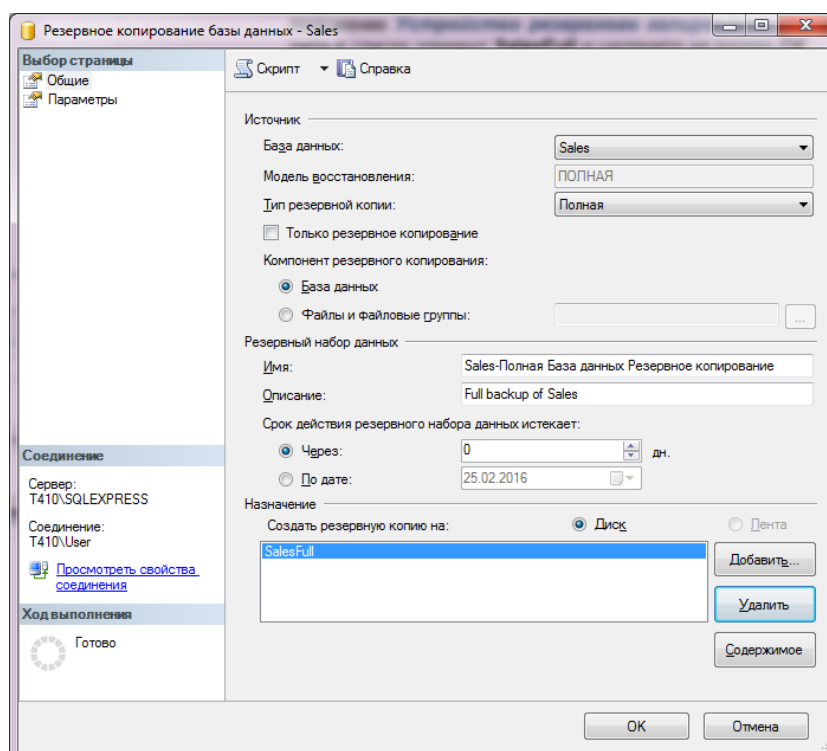 Резервное копирование базы данных - Sales
Выбор страницы
Общие
Параметры
Скрипт
Справка
Источник
База данных:
Sales
Модель восстановления:
ПОЛНАЯ
Тип резервной копии:
Полная
Только резервное копирование
Компонент резервного копирования:
База данных
Файлы и файловые группы:
...
Резервный набор данных
Имя:
Sales-Полная База данных Резервное копирование
Описание:
Full backup of Sales
Срок действия резервного набора данных истекает:
Через:
0
дн.
По дате:
25.02.2016
Назначение
Создать резервную копию на:
Диск
Лента
SalesFull
Добавить...
Удалить
Содержимое
Соединение
Сервер:
T410\SQLEXPRESS
Соединение:
T410\User
Просмотреть свойства
соединения
Ход выполнения
Готово
OK
Отмена